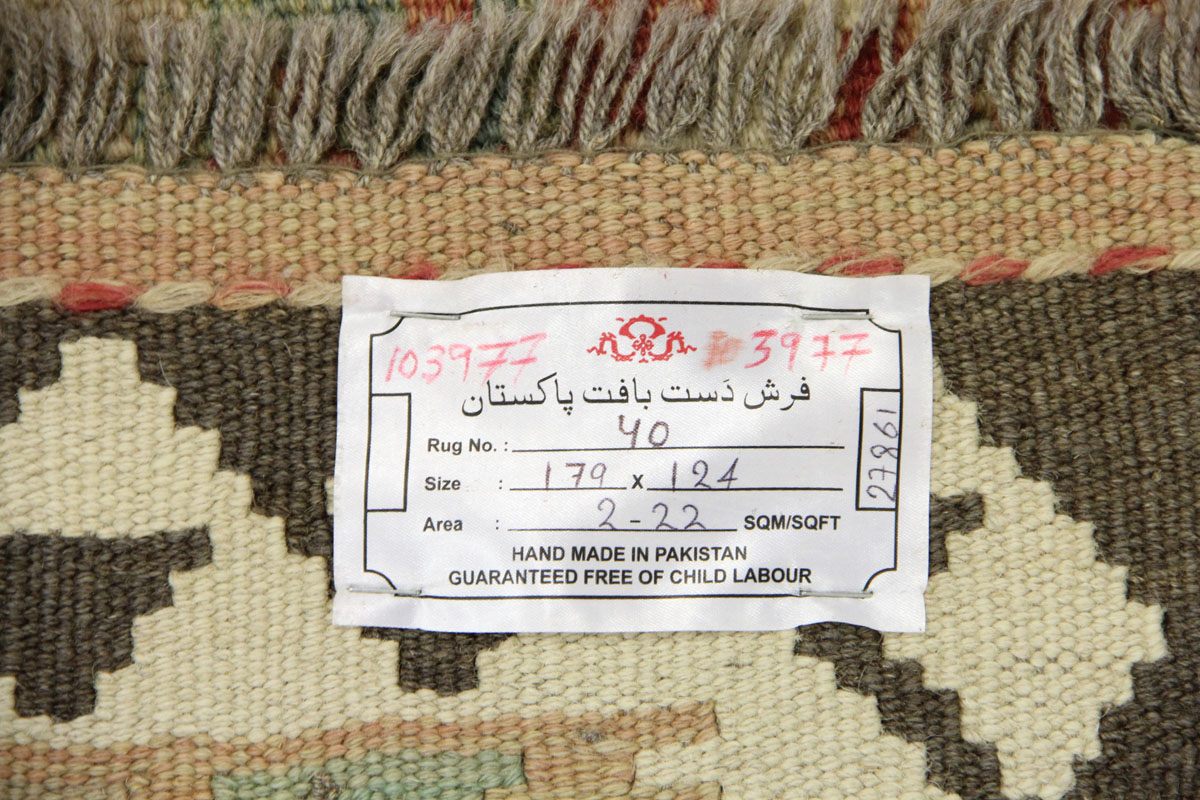 103977 3977
فرش دَست بافت پاکستان
Rug No. : 40
Size : 179 x 124
Area : 2-22 SQM/SQFT
HAND MADE IN PAKISTAN
GUARANTEED FREE OF CHILD LABOUR
27861